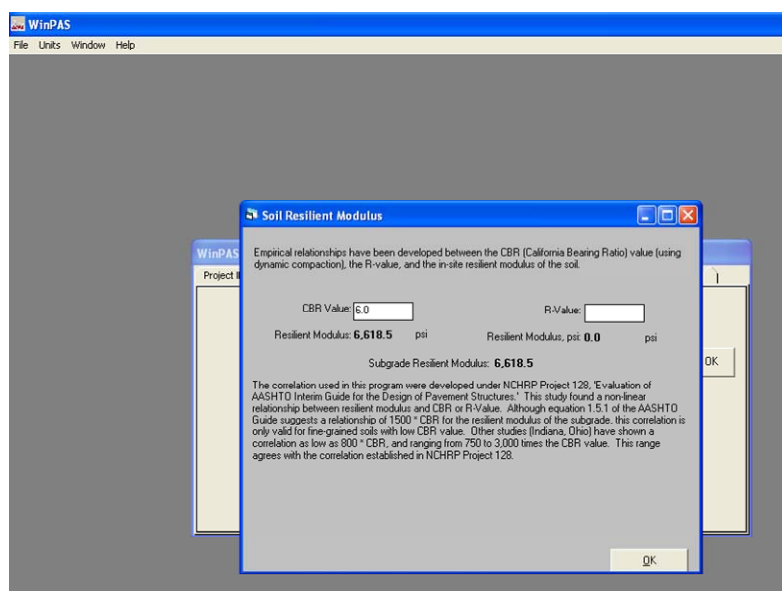 WinPAS
File Units Window Help
Soil Resilient Modulus
WinPAS
Project I
Empirical relationships have been developed between the CBR (California Bearing Ratio) value (using
dynamic compaction), the R-value, and the in-site resilient modulus of the soil.
CBR Value: 6.0
R-Value:
Resilient Modulus: 6,618.5 psi
Resilient Modulus, psi: 0.0 psi
Subgrade Resilient Modulus: 6,618.5
OK
The correlation used in this program were developed under NCHRP Project 128, 'Evaluation of
AASHTO Interim Guide for the Design of Pavement Structures.' This study found a non-linear
relationship between resilient modulus and CBR or R-Value. Although equation 1.5.1 of the AASHTO
Guide suggests a relationship of 1500 * CBR for the resilient modulus of the subgrade, this correlation is
only valid for fine-grained soils with low CBR value. Other studies (Indiana, Ohio) have shown a
correlation as low as 800 * CBR, and ranging from 750 to 3,000 times the CBR value. This range
agrees with the correlation established in NCHRP Project 128.
OK